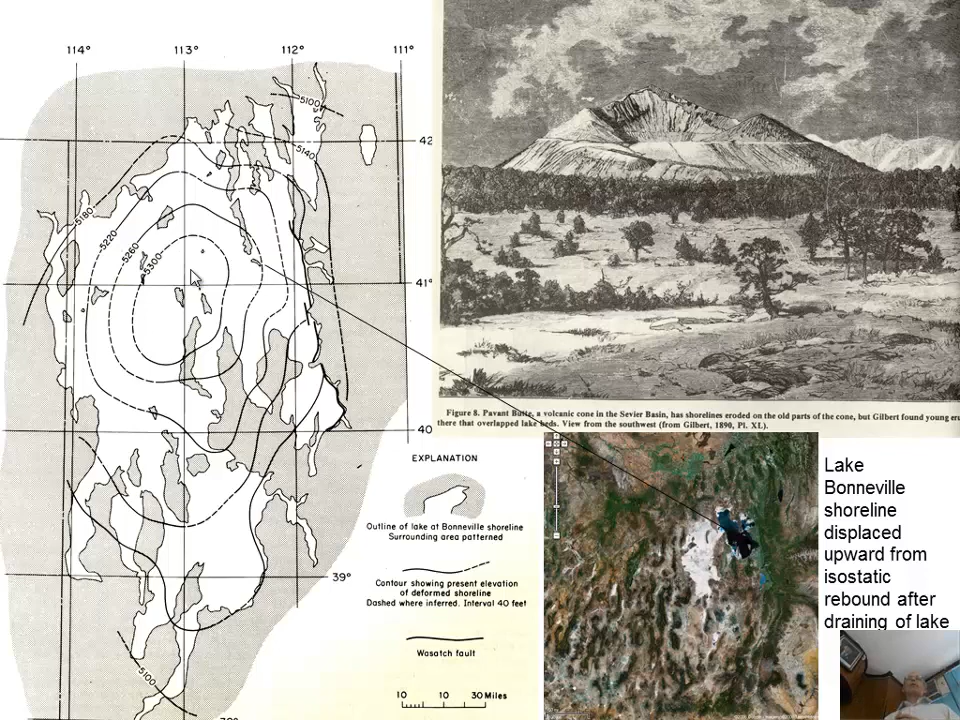 114°
113°
112°
111°
5100
42
5140
5180
5220
5260
5300
41°
40
EXPLANATION
Outline of lake at Bonneville shoreline
Surrounding area patterned
39°
Contour showing present elevation
of deformed shoreline
Dashed where inferred. Interval 40 feet
Wasatch fault
5100
10 10 30 Miles
Figure 8. Pavant Butte, a volcanic cone in the Sevier Basin, has shorelines eroded on the old parts of the cone, but Gilbert found young
there that overlapped lake beds. View from the southwest (from Gilbert, 1890, Pl. XL).
Lake
Bonneville
shoreline
displaced
upward from
isostatic
rebound after
draining of lake